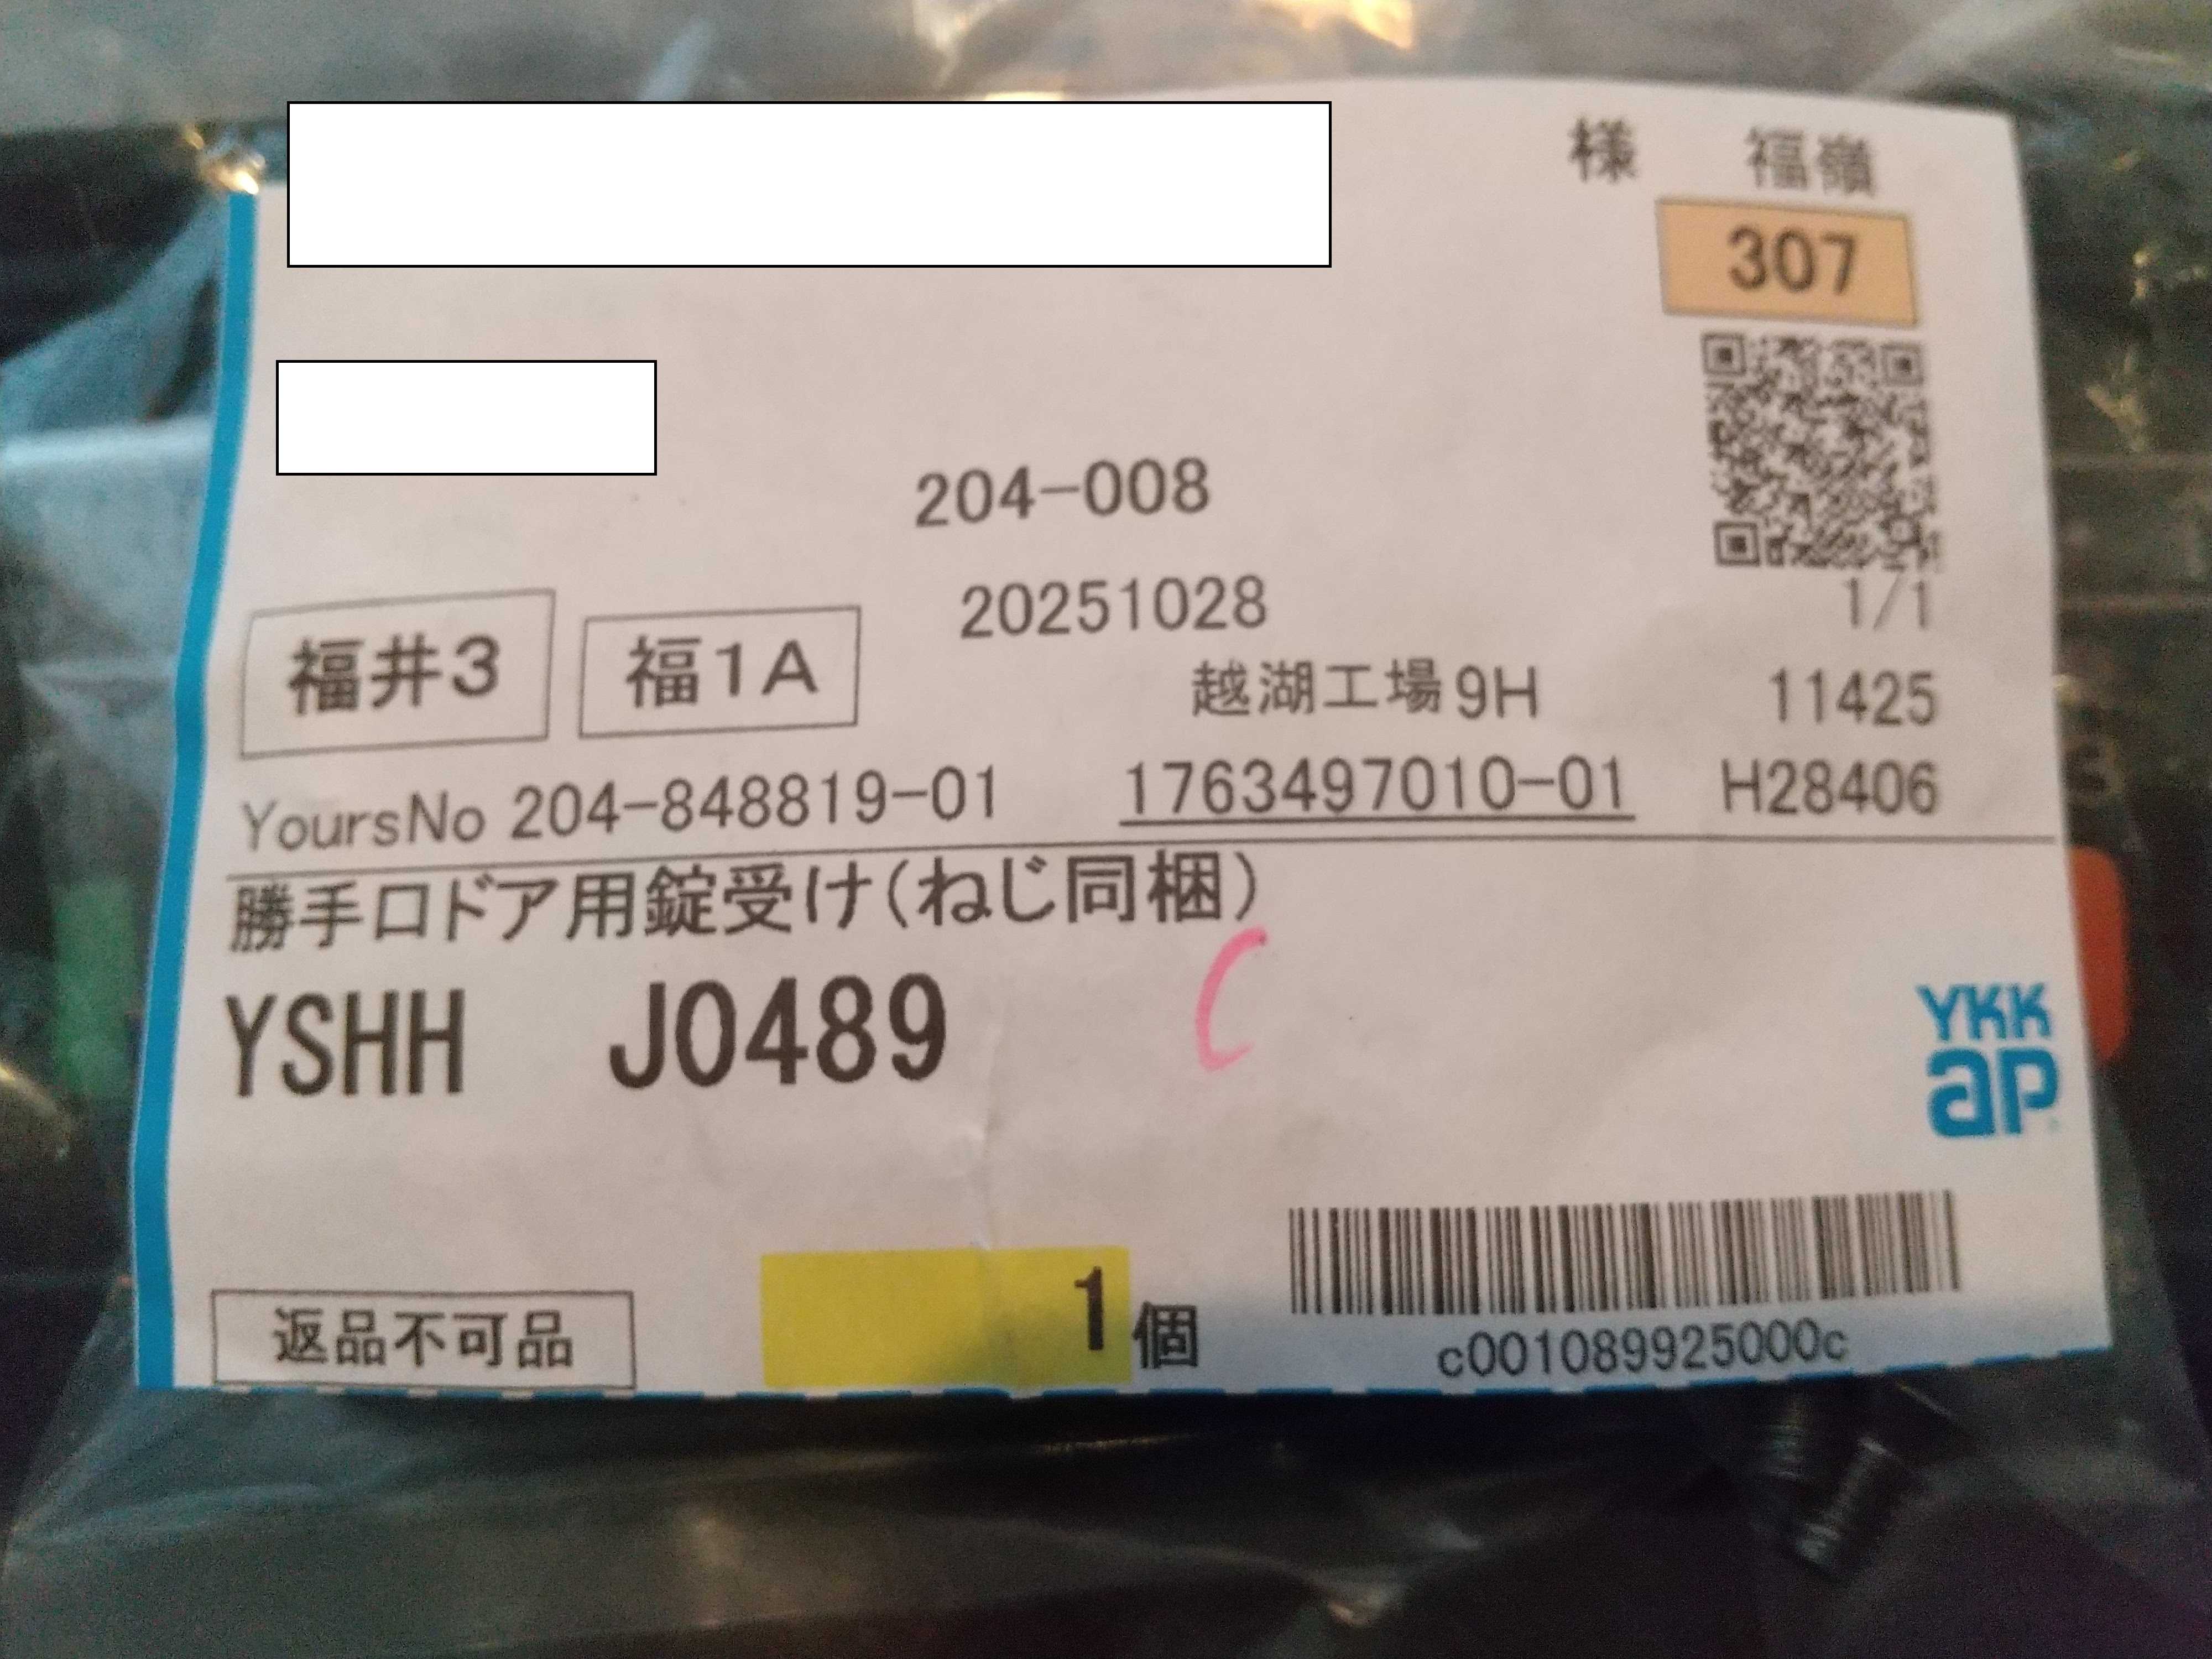 様 福嶺
307
204-008
20251028
1/1
福井3 福1A
越湖工場9H 11425
YoursNo 204-848819-01 1763497010-01 H28406
勝手口ドア用錠受け(ねじ同梱)
YSHH J0489
YKK
ap
返品不可品
1個
c001089925000c